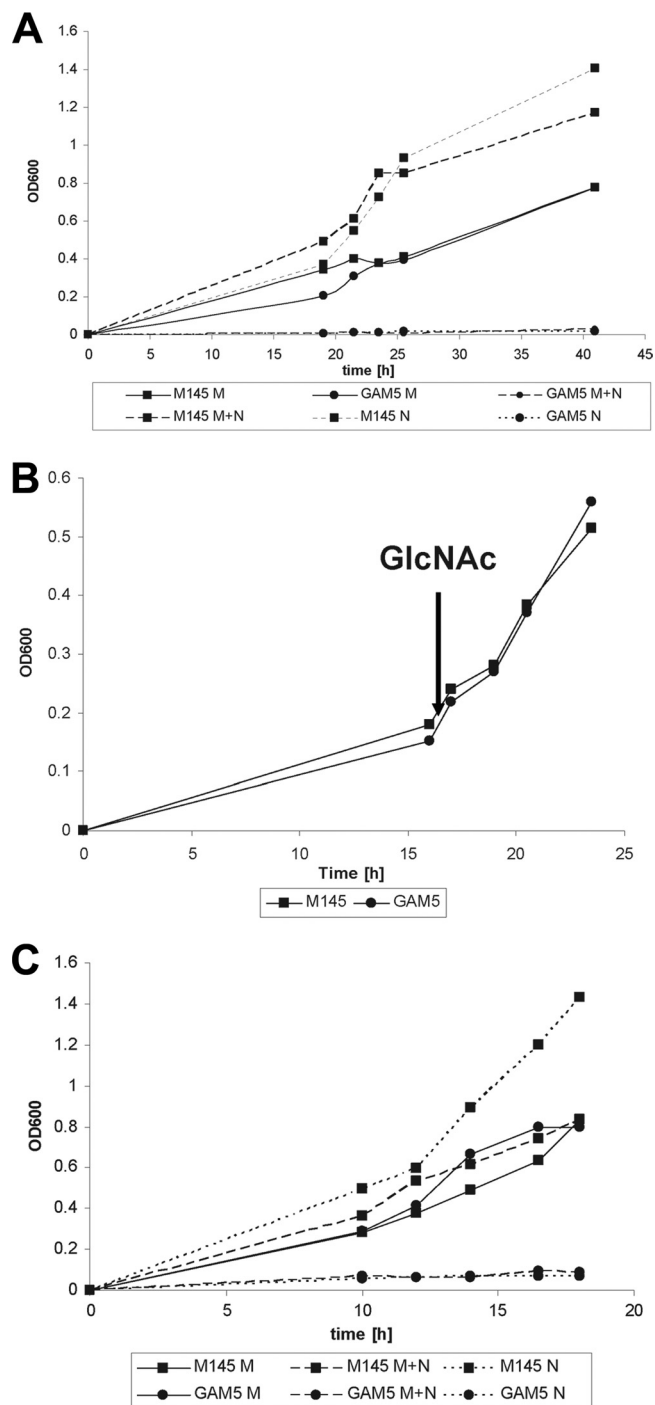 A
1.6
1.4
1.2
1
0.8
0.6
0.4
0.2
0
OD600
0 5 10 15 20 25 30 35 40 45
time [h]
M145 M GAM5 M GAM5 M+N
M145 M+N M145 N GAM5 N
B
0.6
0.5
0.4
0.3
0.2
0.1
0
OD600
GlcNAc
0 5 10 15 20 25
Time [h]
M145 GAM5
C
1.6
1.4
1.2
1
0.8
0.6
0.4
0.2
0
OD600
0 5 10 15 20
time [h]
M145 M M145 M+N M145 N
GAM5 M GAM5 M+N GAM5 N